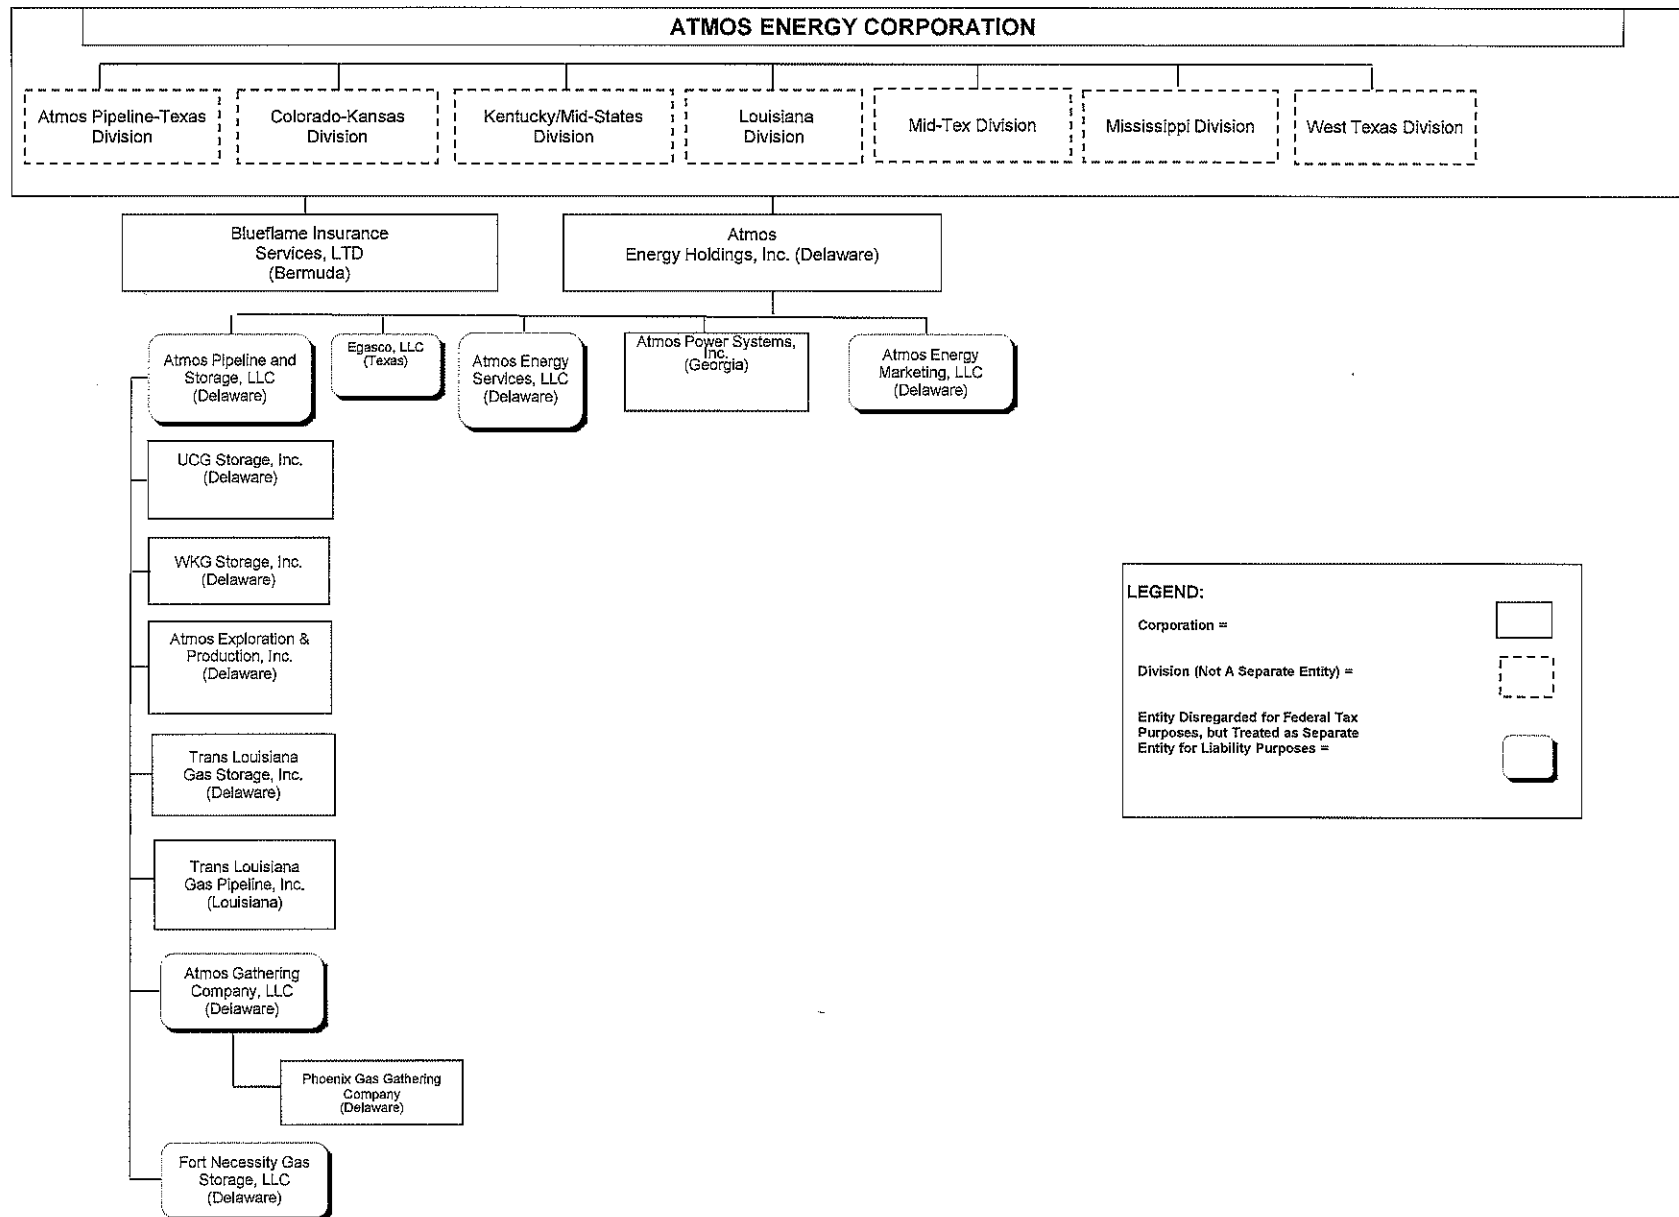 ATMOS ENERGY CORPORATION
Atmos Pipeline-Texas
Division
Colorado-Kansas
Division
Kentucky/Mid-States
Division
Louisiana
Division
Mid-Tex Division
Mississippi Division
West Texas Division
Blueflame Insurance
Services, LTD
(Bermuda)
Atmos
Energy Holdings, Inc. (Delaware)
Atmos Pipeline and
Storage, LLC
(Delaware)
Egasco, LLC
(Texas)
Atmos Energy
Services, LLC
(Delaware)
Atmos Power Systems,
Inc.
(Georgia)
Atmos Energy
Marketing, LLC
(Delaware)
UCG Storage, Inc.
(Delaware)
WKG Storage, Inc.
(Delaware)
Atmos Exploration &
Production, Inc.
(Delaware)
Trans Louisiana
Gas Storage, Inc.
(Delaware)
Trans Louisiana
Gas Pipeline, Inc.
(Louisiana)
Atmos Gathering
Company, LLC
(Delaware)
Phoenix Gas Gathering
Company
(Delaware)
Fort Necessity Gas
Storage, LLC
(Delaware)
LEGEND:
Corporation =
Division (Not A Separate Entity) =
Entity Disregarded for Federal Tax
Purposes, but Treated as Separate
Entity for Liability Purposes =